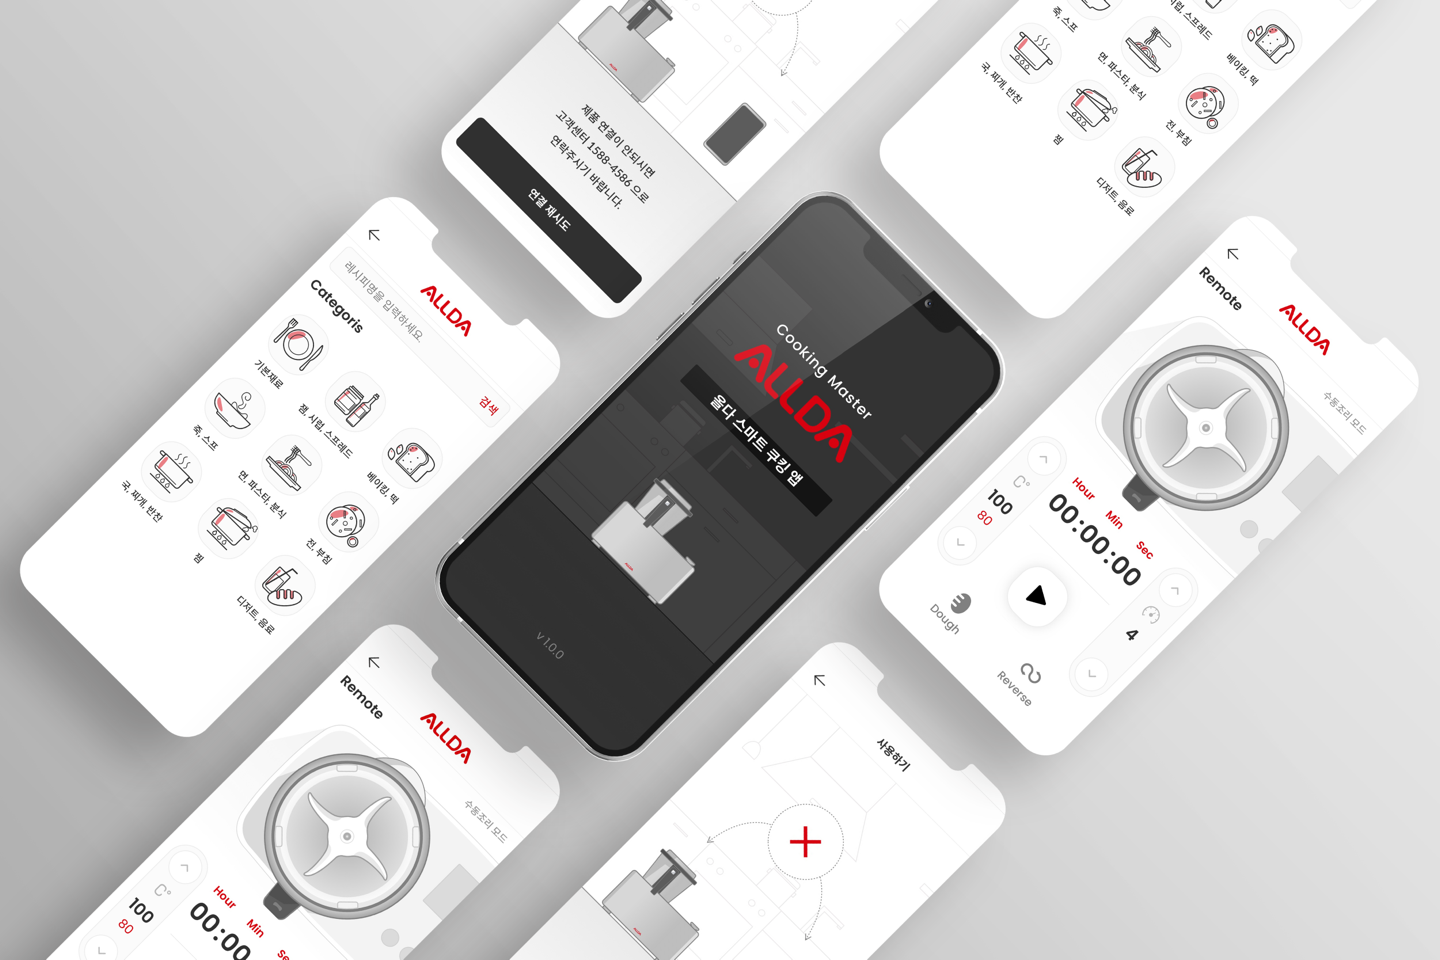 제품 연결이 안되시면
고객센터 1588-4586 으로
연락주시기 바랍니다.
연결 재시도
죽, 스프
잼, 시럽, 스프레드
국, 찌개, 반찬
면, 파스타, 분식
베이킹, 떡
찜
전, 부침
디저트, 음료
ALLDA
레시피명을 입력하세요
검색
Categoris
기본재료
잼, 시럽, 스프레드
베이킹, 떡
죽, 스프
면, 파스타, 분식
전, 부침
국, 찌개, 반찬
찜
디저트, 음료
Cooking Master
ALLDA
올다 스마트 쿠킹 앱
ALLDA
v 1.0.0
Remote
ALLDA
수동조리 모드
C°
100
80
Hour Min Sec
00:00:00
4
Dough
Reverse
Remote
ALLDA
수동조리 모드
C°
100
80
Hour Min Se
00:00
사용하기